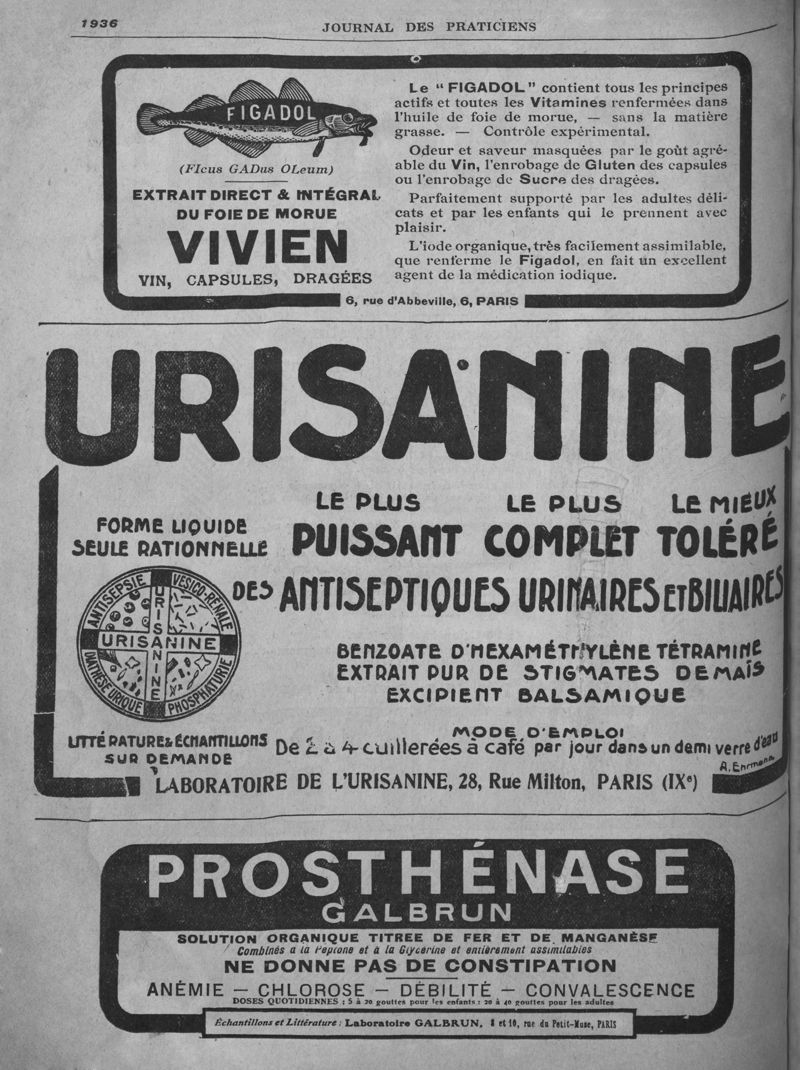 1936
JOURNAL DES PRATICIENS
FIGADOL
(FIcus GADus OLeum)
EXTRAIT DIRECT & INTÉGRAL
DU FOIE DE MORUE
VIVIEN
VIN, CAPSULES, DRAGÉES
Le "FIGADOL" contient tous les principes
actifs et toutes les Vitamines renfermées dans
l'huile de foie de morue, — sans la matière
grasse. — Contrôle expérimental.
Odeur et saveur masquées par le goût agré-
able du Vin, l'enrobage de Gluten des capsules
ou l'enrobage de Sucre des dragées.
Parfaitement supporté par les adultes déli-
cats et par les enfants qui le prennent avec
plaisir.
L'iode organique, très facilement assimilable,
que renferme le Figadol, en fait un excellent
agent de la médication iodique.
6, rue d'Abbeville, 6, PARIS
URISANINE
FORME LIQUIDE
SEULE RATIONNELLE
LE PLUS LE PLUS LE MIEUX
PUISSANT COMPLET TOLÉRÉ
DES ANTISEPTIQUES URINAIRES ET BILIAIRES
ANTISEPSIE VESICO-RÉNALE
URISANINE
URISANINE
DIATHÈSE URIQUE PHOSPHATURIE
BENZOATE D'HEXAMÉTHYLÈNE TÉTRAMINE
EXTRAIT PUR DE STIGMATES DE MAÏS
EXCIPIENT BALSAMIQUE
LITTÉRATURE & ÉCHANTILLONS
SUR DEMANDE
MODE D'EMPLOI
De 2 à 4 cuillerées à café par jour dans un demi verre d'eau
A. Ehrmann
LABORATOIRE DE L'URISANINE, 28, Rue Milton, PARIS (IXe)
PROSTHÉNASE
GALBRUN
SOLUTION ORGANIQUE TITRÉE DE FER ET DE MANGANÈSE
Combinés à la Peptone et à la Glycérine et entièrement assimilables
NE DONNE PAS DE CONSTIPATION
ANÉMIE — CHLOROSE — DÉBILITÉ — CONVALESCENCE
DOSES QUOTIDIENNES : 5 à 20 gouttes pour les enfants : 20 à 40 gouttes pour les adultes
Échantillons et Littérature : Laboratoire GALBRUN, 8 et 10, rue du Petit-Musc, PARIS